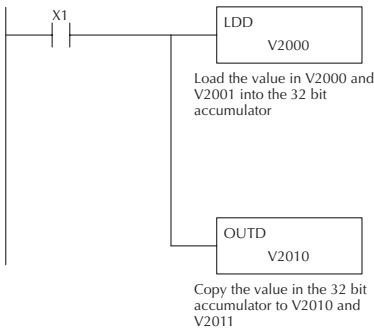 X1
LDD
V2000
Load the value in V2000 and
V2001 into the 32 bit
accumulator
OUTD
V2010
Copy the value in the 32 bit
accumulator to V2010 and
V2011